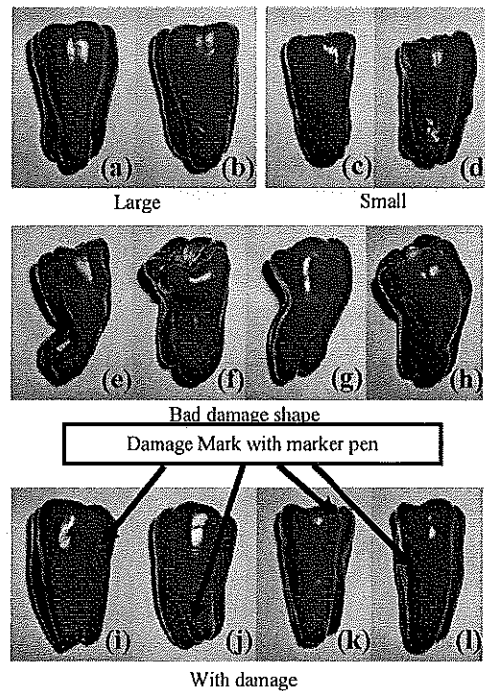 (a) (b) (c) (d)
Large Small
(e) (f) (g) (h)
Bad damage shape
Damage Mark with marker pen
(i) (j) (k) (l)
With damage